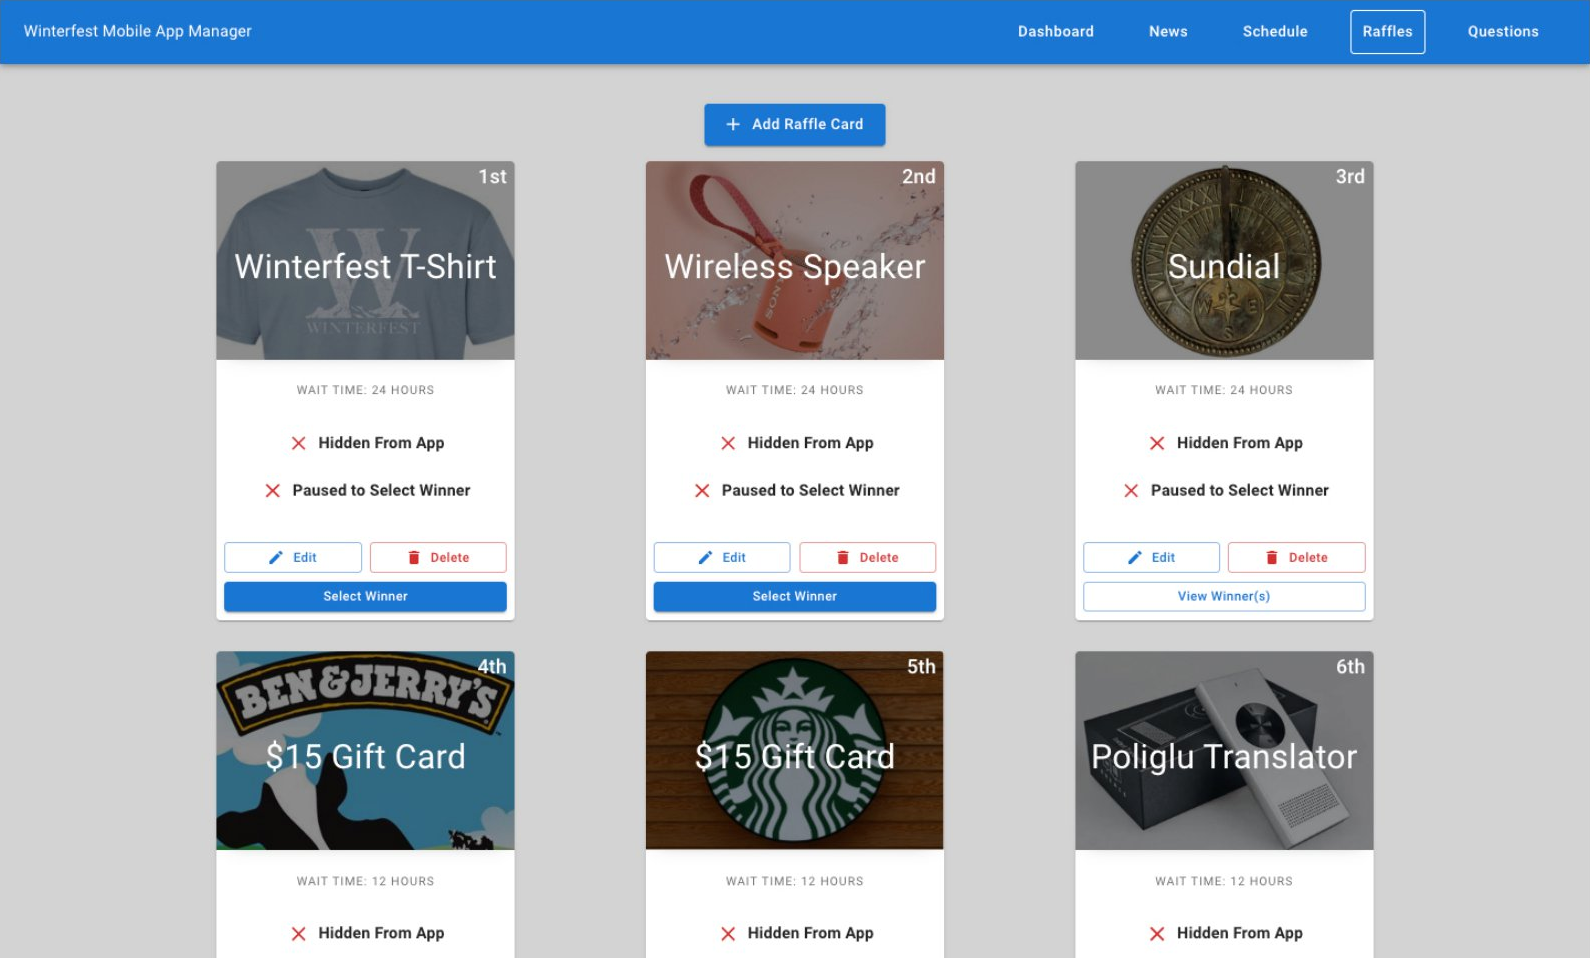 Winterfest Mobile App Manager
Dashboard
News
Schedule
Raffles
Questions
+ Add Raffle Card
1st
Winterfest T-Shirt
W
WINTERFEST
WAIT TIME: 24 HOURS
Hidden From App
Paused to Select Winner
Edit
Delete
Select Winner
2nd
Wireless Speaker
SONY
WAIT TIME: 24 HOURS
Hidden From App
Paused to Select Winner
Edit
Delete
Select Winner
3rd
Sundial
W E
S
WAIT TIME: 24 HOURS
Hidden From App
Paused to Select Winner
Edit
Delete
View Winner(s)
4th
BEN & JERRY'S
$15 Gift Card
WAIT TIME: 12 HOURS
Hidden From App
5th
$15 Gift Card
WAIT TIME: 12 HOURS
Hidden From App
6th
Poliglu Translator
WAIT TIME: 12 HOURS
Hidden From App